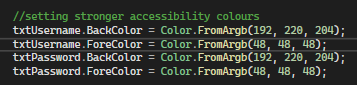 //setting stronger accessibility colours
txtUsername.BackColor = Color.FromArgb(192, 220, 204);
txtUsername.ForeColor = Color.FromArgb(48, 48, 48);
txtPassword.BackColor = Color.FromArgb(192, 220, 204);
txtPassword.ForeColor = Color.FromArgb(48, 48, 48);